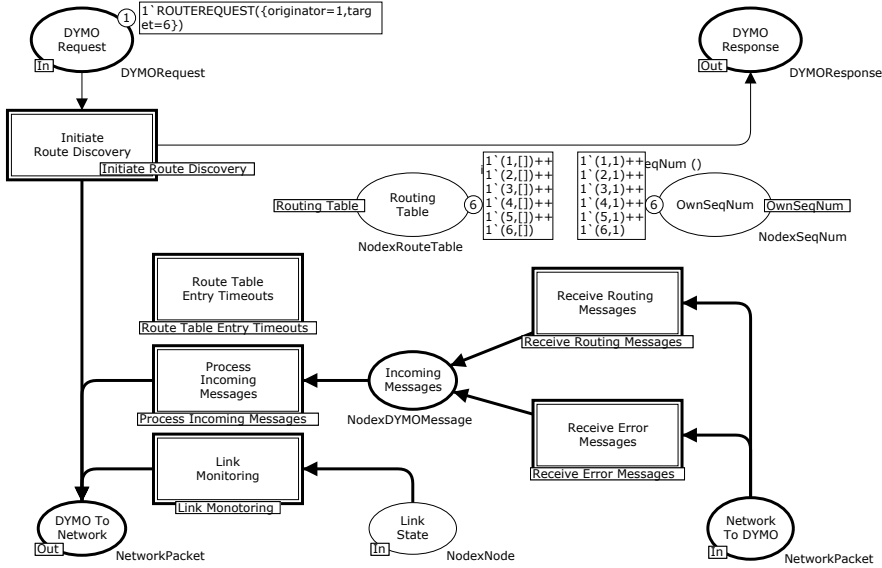 DYMO
Request
1
1`ROUTEREQUEST({originator=1,targ
et=6})
In
DYMORequest
DYMO
Response
Out
DYMOResponse
Initiate
Route Discovery
Initiate Route Discovery
Routing Table
Routing
Table
6
1`(1,[])++
1`(2,[])++
1`(3,[])++
1`(4,[])++
1`(5,[])++
1`(6,[])
NodexRouteTable
1`(1,1)++
1`(2,1)++
1`(3,1)++
1`(4,1)++
1`(5,1)++
1`(6,1)
eqNum ()
6
OwnSeqNum
OwnSeqNum
NodexSeqNum
Route Table
Entry Timeouts
Route Table Entry Timeouts
Receive Routing
Messages
Receive Routing Messages
Process
Incoming
Messages
Process Incoming Messages
Incoming
Messages
NodexDYMOMessage
Receive Error
Messages
Receive Error Messages
Link
Monitoring
Link Monotoring
DYMO To
Network
Out
NetworkPacket
Link
State
In
NodexNode
Network
To DYMO
In
NetworkPacket